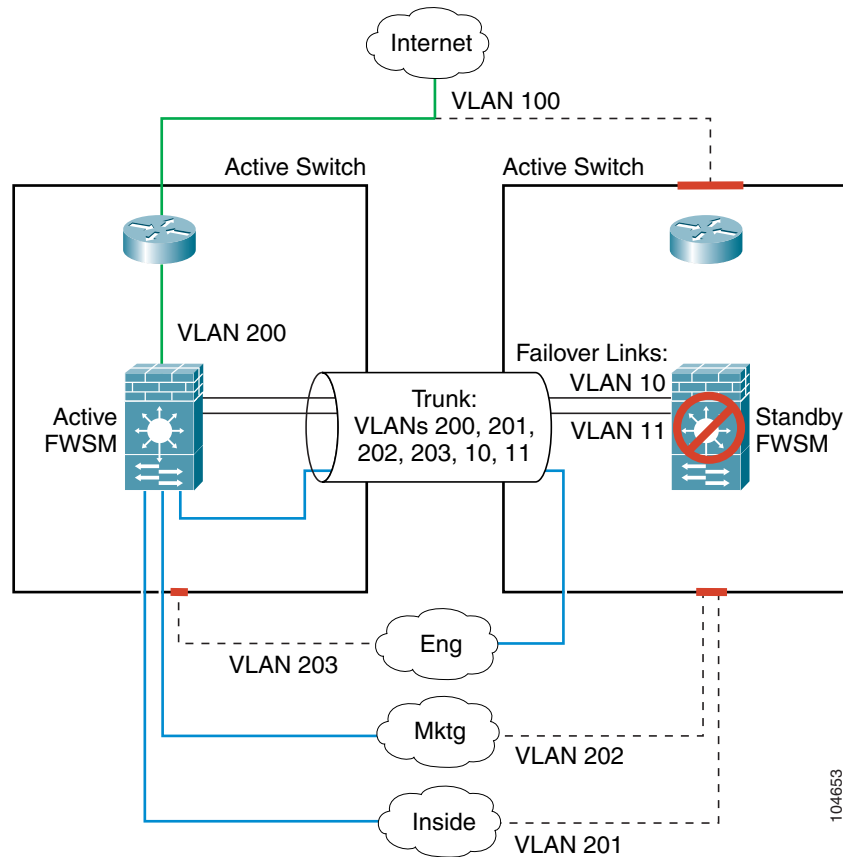 Internet
VLAN 100
Active Switch
Active Switch
VLAN 200
Failover Links:
VLAN 10
Active
FWSM
Trunk:
VLANs 200, 201,
202, 203, 10, 11
VLAN 11
Standby
FWSM
Eng
VLAN 203
Mktg
VLAN 202
Inside
VLAN 201
104653